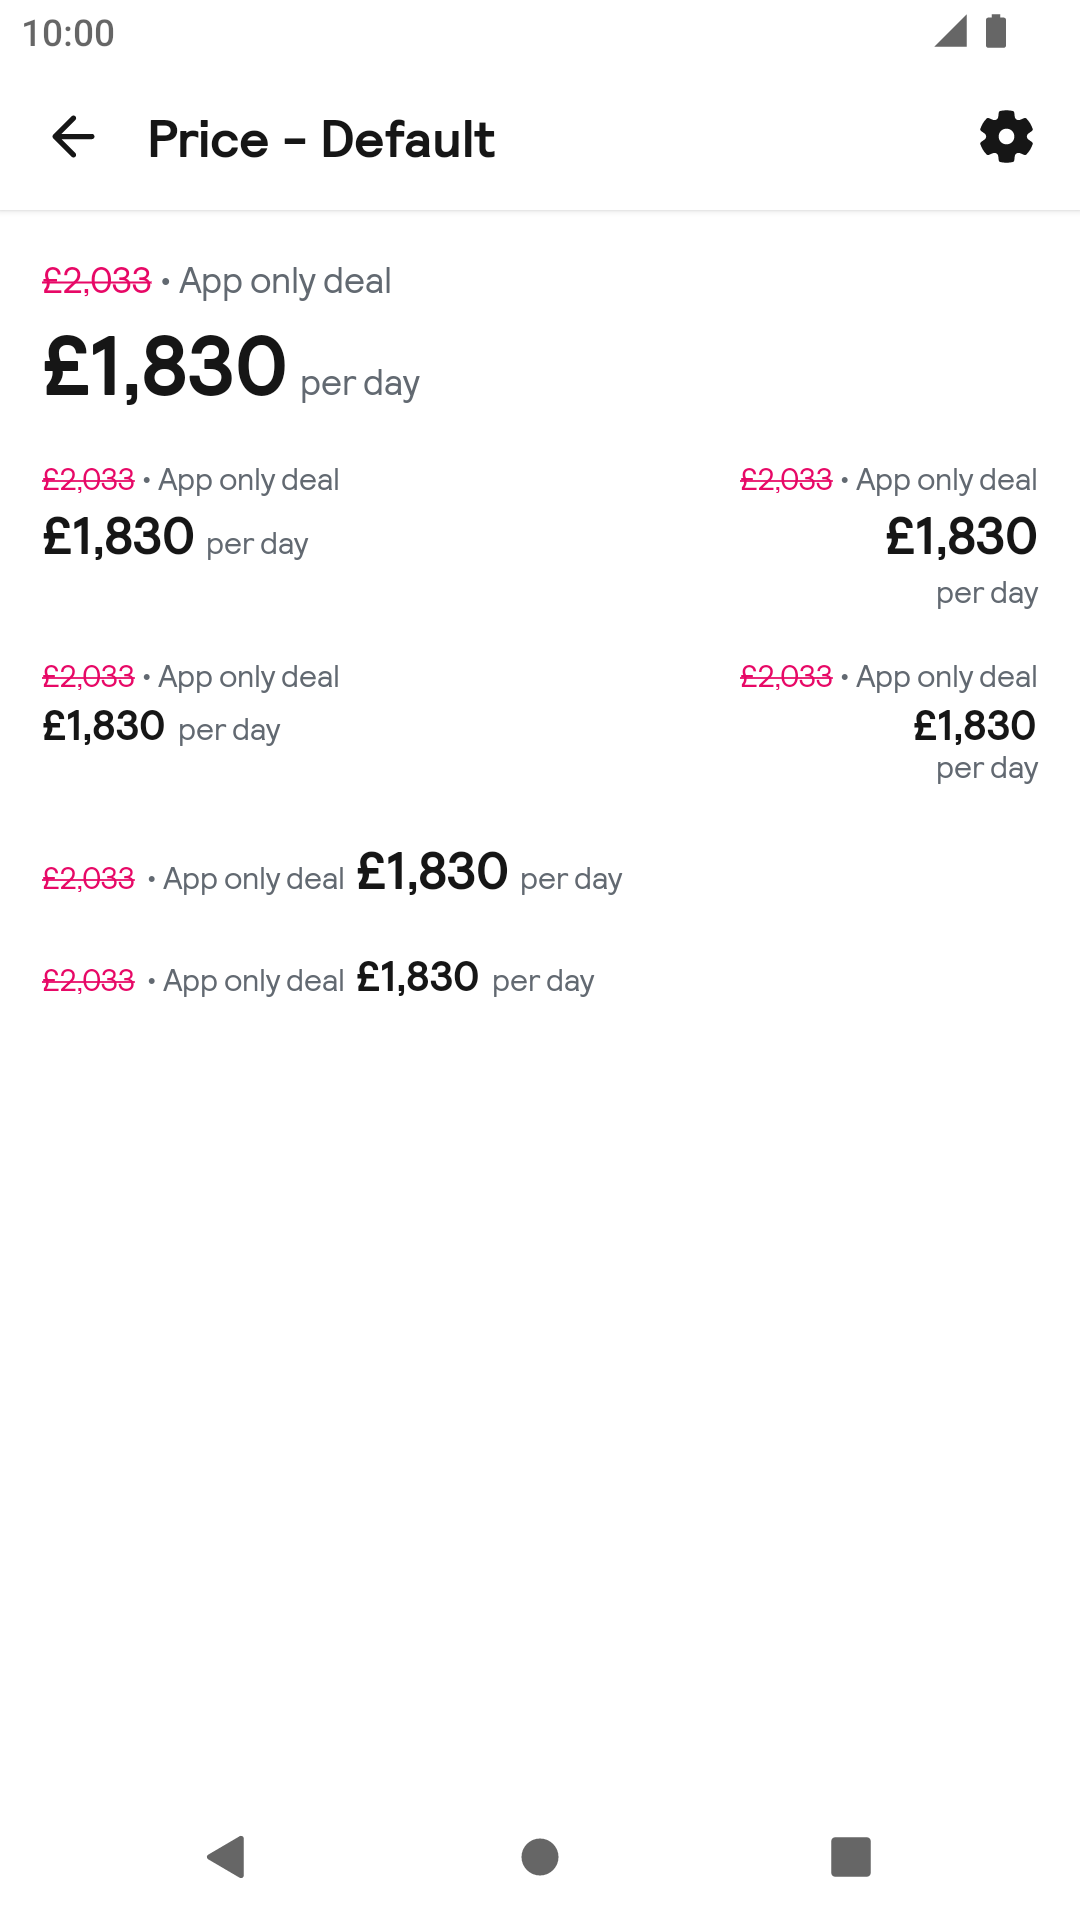 10:00
Price – Default
£2,033 • App only deal
£1,830 per day
£2,033 • App only deal
£1,830 per day
£2,033 • App only deal
£1,830
per day
£2,033 • App only deal
£1,830 per day
£2,033 • App only deal
£1,830
per day
£2,033 • App only deal £1,830 per day
£2,033 • App only deal £1,830 per day